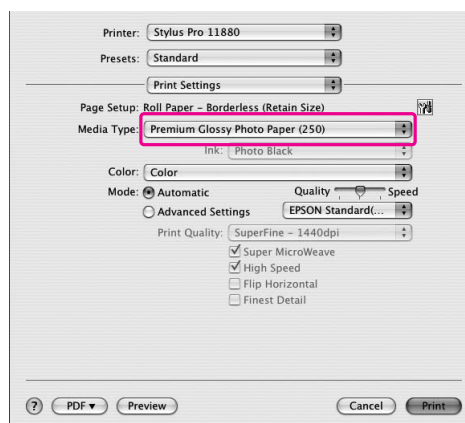 Printer: Stylus Pro 11880
Presets: Standard
Print Settings
Page Setup: Roll Paper – Borderless (Retain Size)
Media Type: Premium Glossy Photo Paper (250)
Ink: Photo Black
Color: Color
Mode: Automatic Quality Speed
Advanced Settings EPSON Standard(...
Print Quality: SuperFine – 1440dpi
Super MicroWeave
High Speed
Flip Horizontal
Finest Detail
? PDF Preview Cancel Print